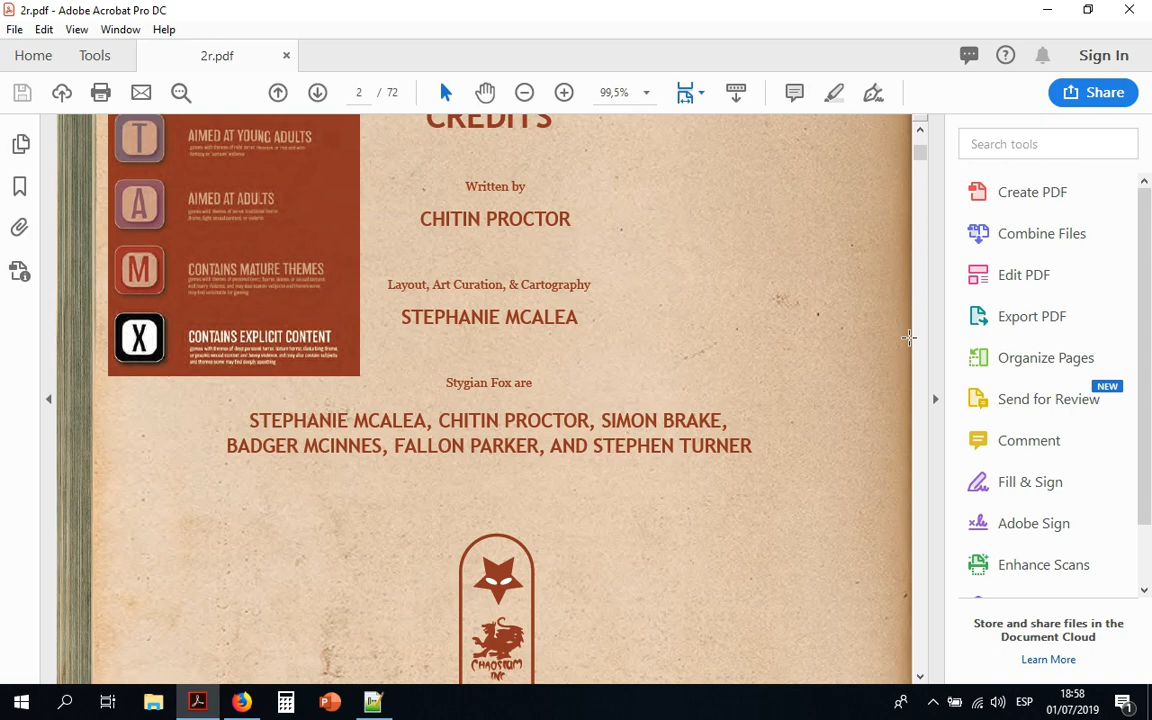 2r.pdf - Adobe Acrobat Pro DC
File Edit View Window Help
Home Tools 2r.pdf × Sign In
2 / 72 99,5% Share
CREDITS
T AIMED AT YOUNG ADULTS
Written by
A AIMED AT ADULTS
CHITIN PROCTOR
M CONTAINS MATURE THEMES
Layout, Art Curation, & Cartography
STEPHANIE MCALEA
X CONTAINS EXPLICIT CONTENT
Stygian Fox are
STEPHANIE MCALEA, CHITIN PROCTOR, SIMON BRAKE,
BADGER MCINNES, FALLON PARKER, AND STEPHEN TURNER
CHAOSIUM
INC
Search tools
Create PDF
Combine Files
Edit PDF
Export PDF
Organize Pages
NEW
Send for Review
Comment
Fill & Sign
Adobe Sign
Enhance Scans
Store and share files in the
Document Cloud
Learn More
ESP
18:58
01/07/2019
1